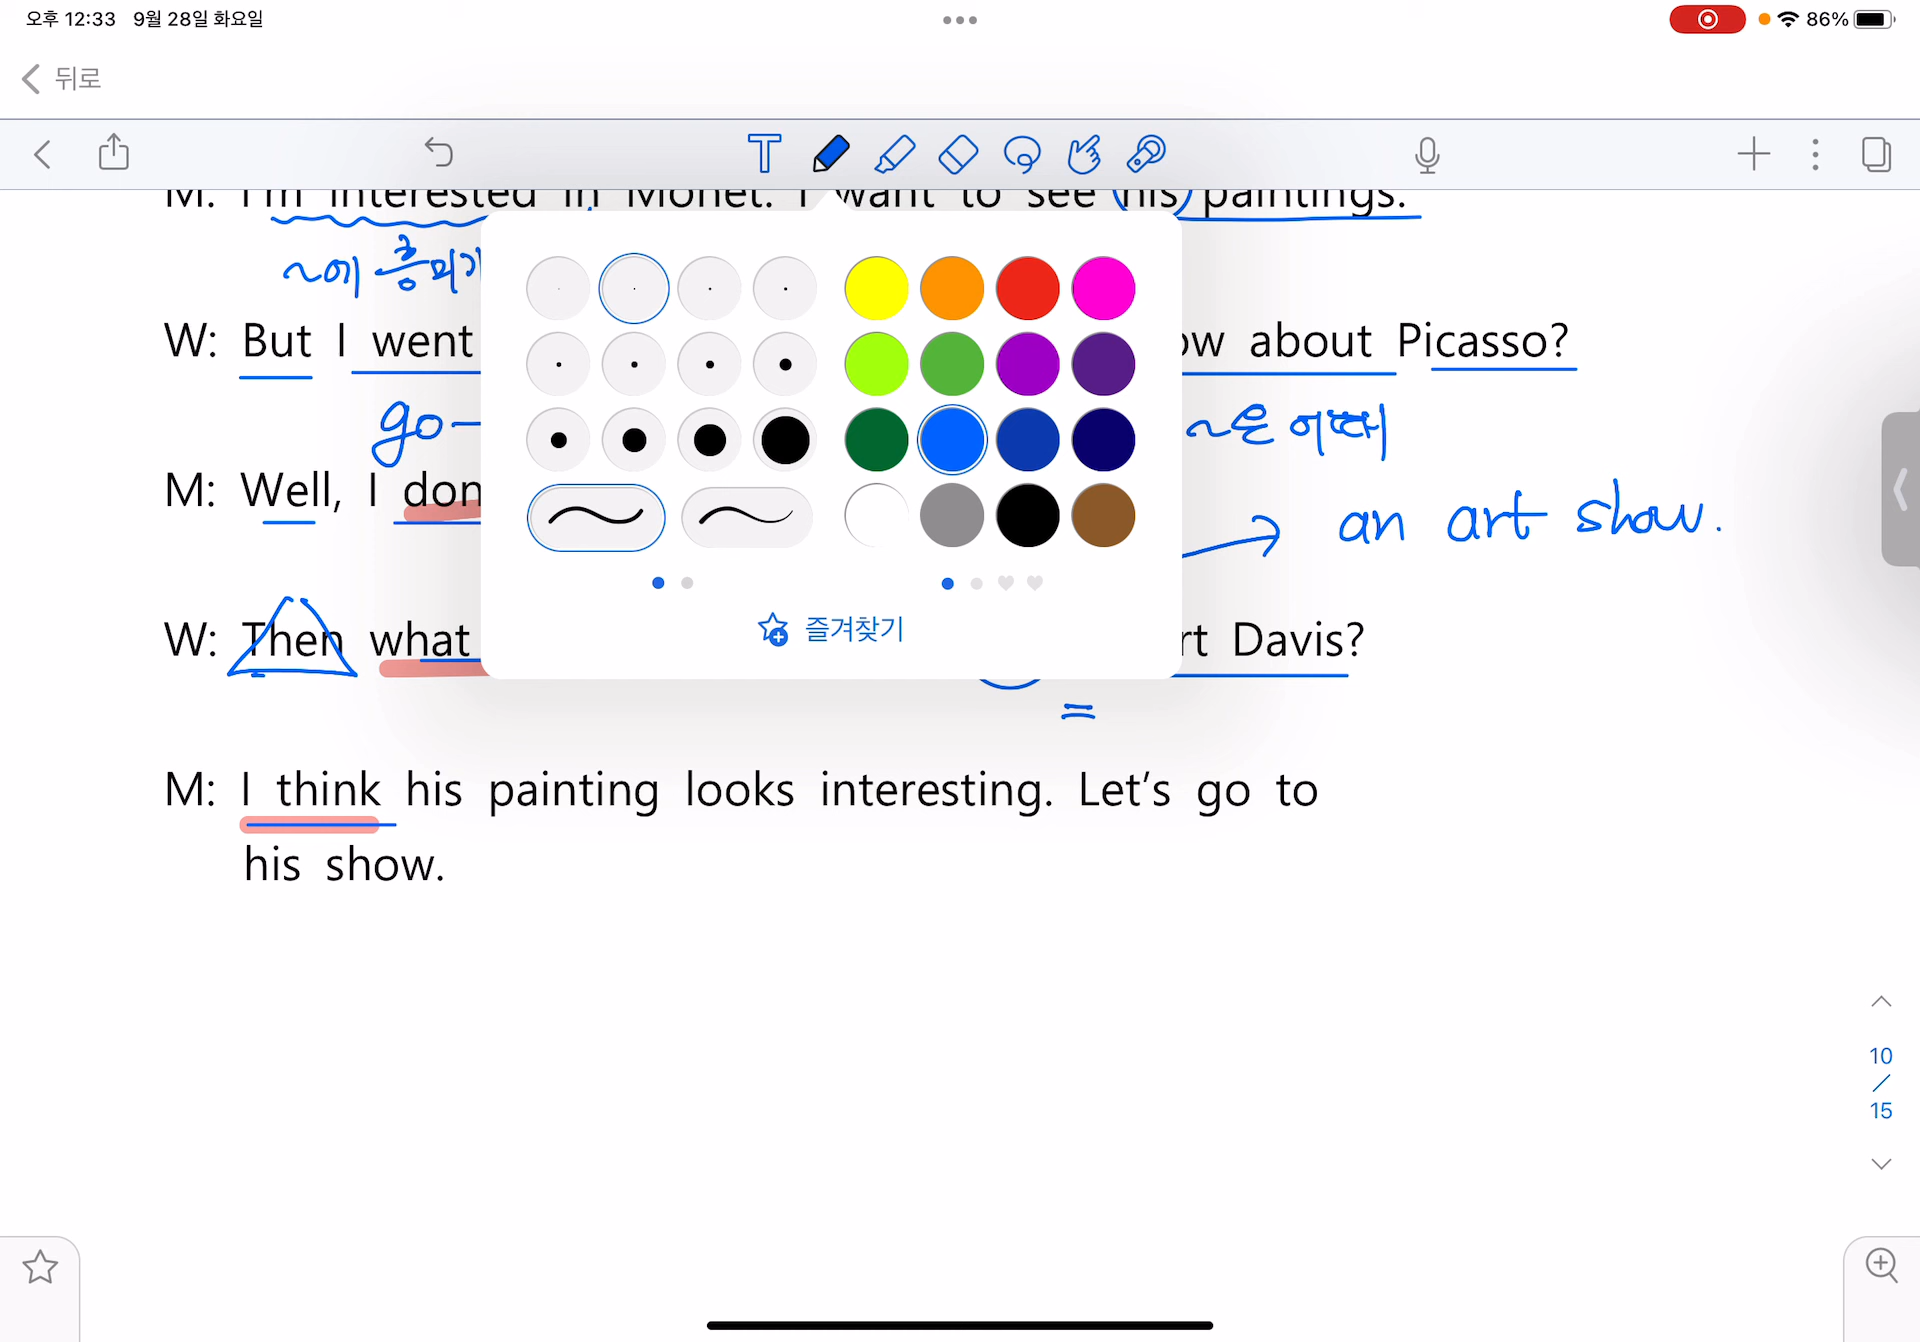 오후 12:33 9월 28일 화요일
86%
뒤로
M: I'm interested in Monet. I want to see his paintings.
~에 흥미가
W: But I went ow about Picasso?
go ~은 어때
M: Well, I don
→ an art show.
W: Then what rt Davis?
=
M: I think his painting looks interesting. Let's go to
his show.
즐겨찾기
10
/
15